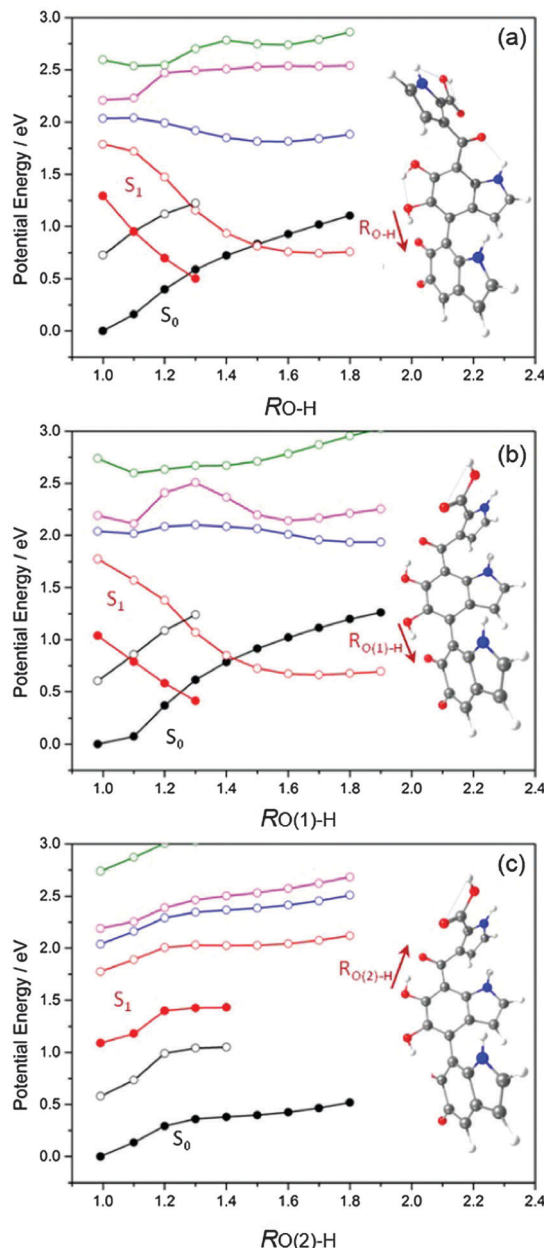 (a)
3.0
2.5
2.0
1.5
1.0
0.5
0.0
Potential Energy / eV
S1
S0
RO-H
1.0 1.2 1.4 1.6 1.8 2.0 2.2 2.4
RO-H
(b)
3.0
2.5
2.0
1.5
1.0
0.5
0.0
Potential Energy / eV
S1
S0
RO(1)-H
1.0 1.2 1.4 1.6 1.8 2.0 2.2 2.4
RO(1)-H
(c)
3.0
2.5
2.0
1.5
1.0
0.5
0.0
Potential Energy / eV
S1
S0
RO(2)-H
1.0 1.2 1.4 1.6 1.8 2.0 2.2 2.4
RO(2)-H